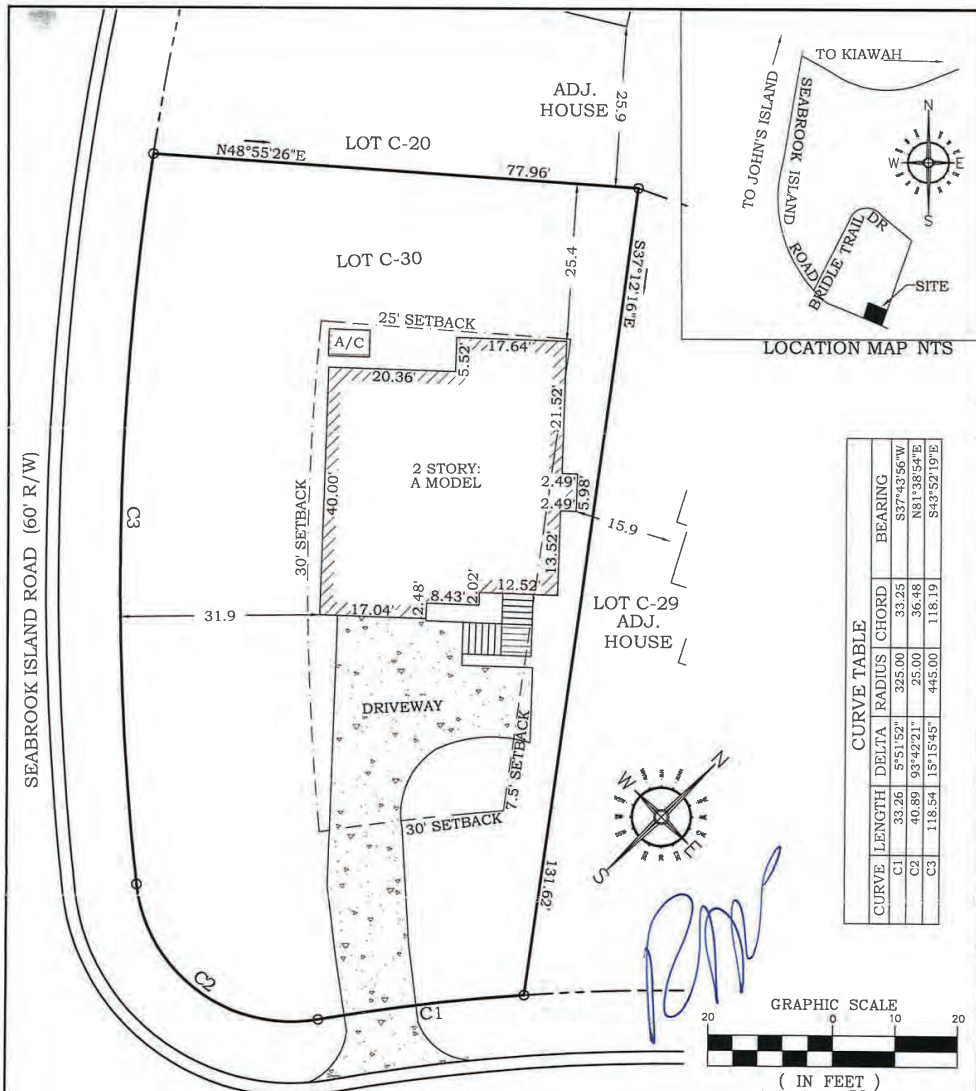 TO KIAWAH
TO JOHN'S ISLAND
SEABROOK ISLAND
ROAD
BRIDLE TRAIL
DR
SITE
N
W
E
S
LOCATION MAP NTS
ADJ.
HOUSE
25.9
LOT C-20
N48°55'26"E
77.96'
LOT C-30
25.4
S37°12'16"E
25' SETBACK
A/C
17.64'
5.52'
20.36'
21.52'
2 STORY:
A MODEL
2.49'
2.49'
5.98'
40.00'
30' SETBACK
C3
15.9
13.52'
SEABROOK ISLAND ROAD (60' R/W)
12.52'
2.02'
8.43'
2.48'
17.04'
31.9
LOT C-29
ADJ.
HOUSE
DRIVEWAY
7.5' SETBACK
30' SETBACK
131.62'
N
W
E
S
C2
C1
CURVE TABLE
CURVE LENGTH DELTA RADIUS CHORD BEARING
C1 33.26 5°51'52" 325.00 33.25 S37°43'56"W
C2 40.89 93°42'21" 25.00 36.48 N81°38'54"E
C3 118.54 15°15'45" 445.00 118.19 S43°52'19"E
GRAPHIC SCALE
20 0 10 20
( IN FEET )